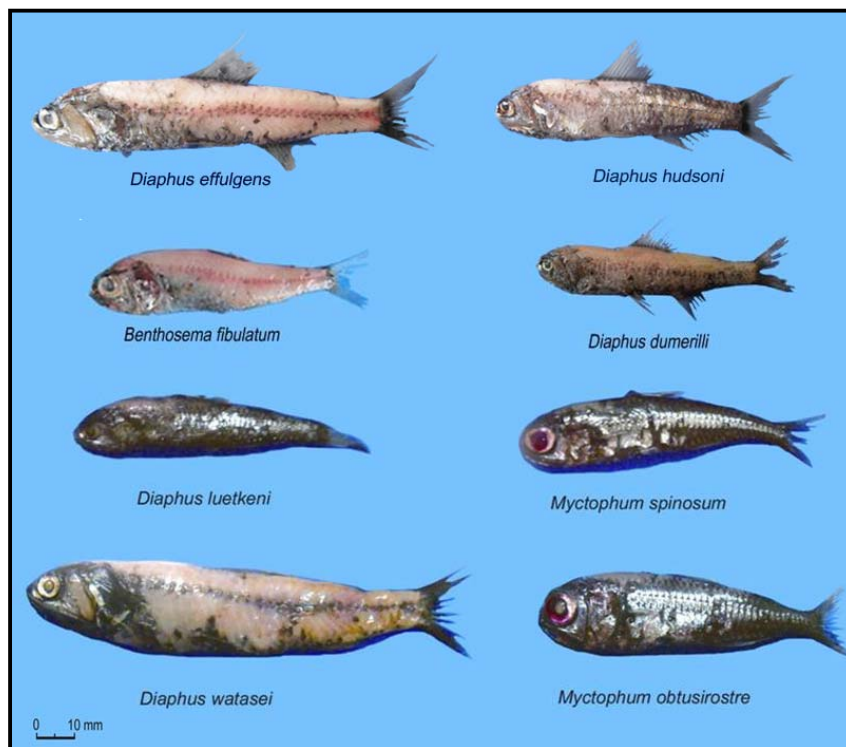 Diaphus effulgens
Diaphus hudsoni
Benthosema fibulatum
Diaphus dumerilli
Diaphus luetkeni
Myctophum spinosum
Diaphus watasei
Myctophum obtusirostre
0 10 mm